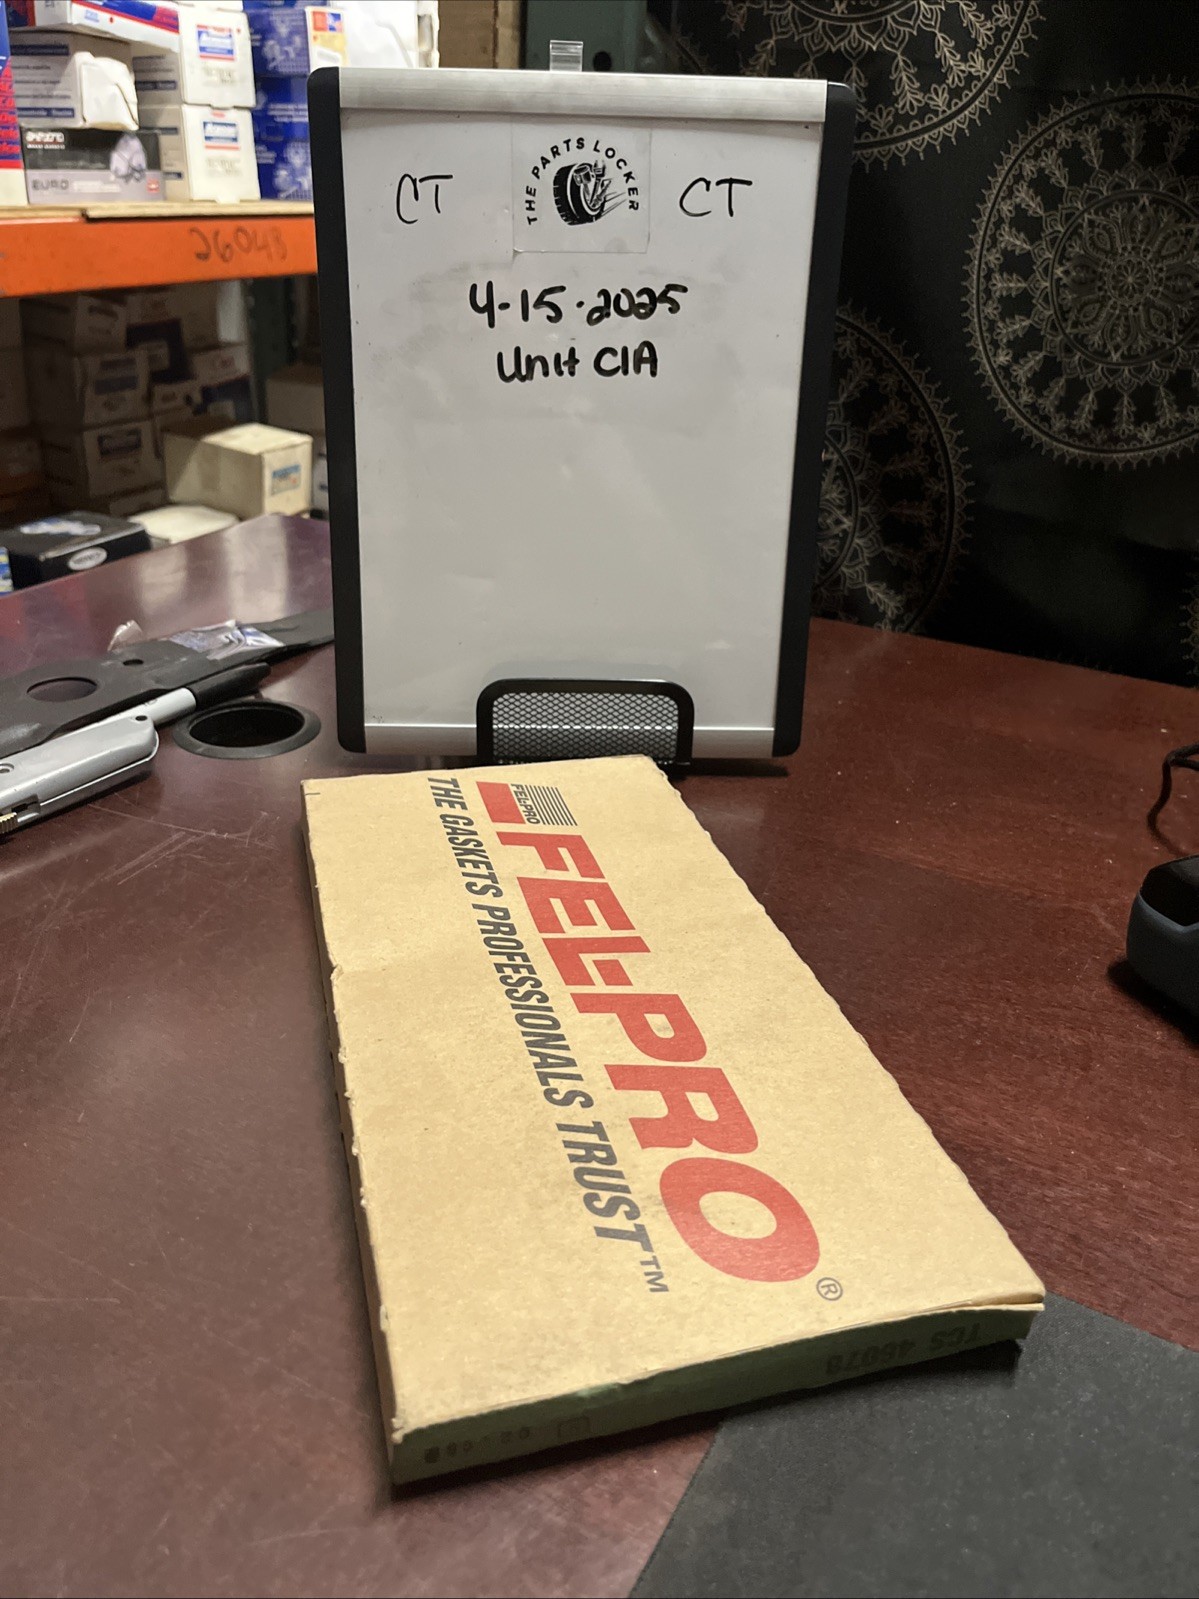 THE PARTS LOCKER
CT
CT
4-15-2025
Unit C1A
26048
EURO
FEL-PRO
FEL-PRO®
THE GASKETS PROFESSIONALS TRUST™
TCS 46078